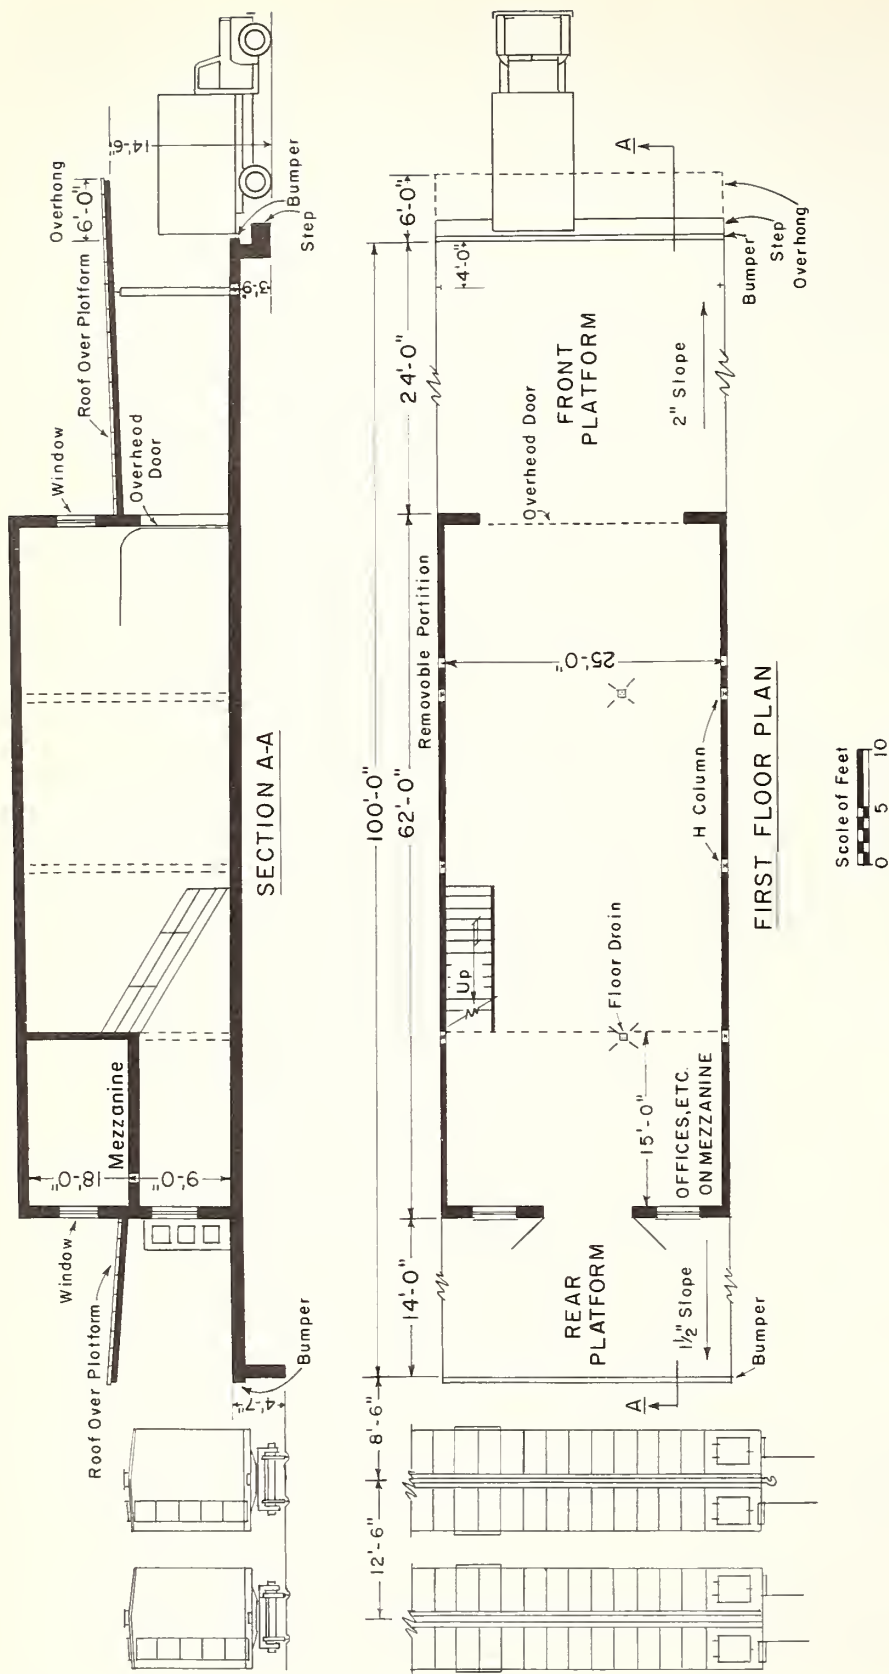 Roof Over Platform
Window
Mezzanine
18'-0"
9'-0"
Window
Overhead
Door
Roof Over Platform
Overhang
6'-0"
14'-6"
3'-9"
Step
Bumper
4'-7"
Bumper
SECTION A-A
12'-6"
8'-6"
100'-0"
14'-0"
62'-0"
24'-0"
6'-0"
Removable Partition
4'-0"
A
REAR
PLATFORM
1½" Slope
Bumper
Up
15'-0"
Floor Drain
OFFICES, ETC.
ON MEZZANINE
25'-0"
H Column
Overhead Door
FRONT
PLATFORM
2" Slope
A
Bumper
Step
Overhang
FIRST FLOOR PLAN
Scale of Feet
0 5 10